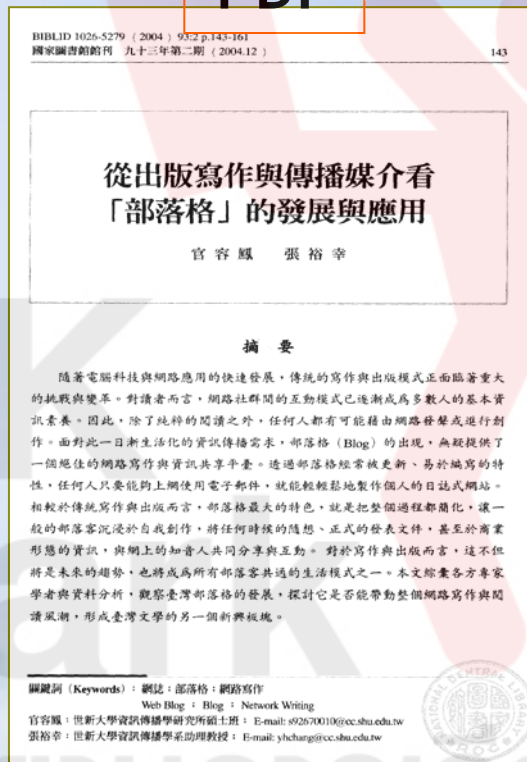 PDF
BIBLID 1026-5279 (2004) 93:2 p.143-161
國家圖書館館刊 九十三年第二期 (2004.12)
143
從出版寫作與傳播媒介看
「部落格」的發展與應用
官容鳳 張裕幸
摘 要
隨著電腦科技與網路應用的快速發展,傳統的寫作與出版模式正面臨著重大
的挑戰與變革。對讀者而言,網路社群間的互動模式已逐漸成為多數人的基本資
訊素養。因此,除了純粹的閱讀之外,任何人都有可能藉由網路發聲或進行創
作。面對此一日漸生活化的資訊傳播需求,部落格(Blog)的出現,無疑提供了
一個絕佳的網路寫作與資訊共享平臺。透過部落格經常被更新、易於編寫的特
性,任何人只要能夠上網使用電子郵件,就能輕輕鬆地製作個人的日誌式網站。
相較於傳統寫作與出版而言,部落格最大的特色,就是把整個過程都簡化,讓一
般的部落客沉浸於自我創作,將任何時候的隨想、正式的發表文件,甚至於商業
形態的資訊,與網上的知音人共同分享與互動。對於寫作與出版而言,這不但
將是未來的趨勢,也將成為所有部落客共通的生活模式之一。本文綜彙各方專家
學者與資料分析,觀察臺灣部落格的發展,探討它是否能帶動整個網路寫作與閱
讀風潮,形成臺灣文學的另一個新興板塊。
關鍵詞(Keywords):網誌;部落格;網路寫作
Web Blog; Blog; Network Writing
官容鳳:世新大學資訊傳播學研究所碩士班; E-mail: s92670010@cc.shu.edu.tw
張裕幸:世新大學資訊傳播學系助理教授; E-mail: yhchang@cc.shu.edu.tw